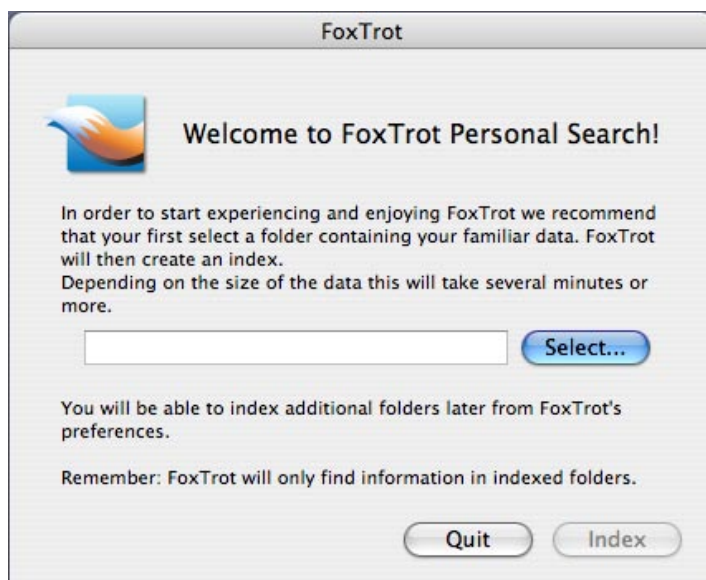 FoxTrot
Welcome to FoxTrot Personal Search!
In order to start experiencing and enjoying FoxTrot we recommend
that your first select a folder containing your familiar data. FoxTrot
will then create an index.
Depending on the size of the data this will take several minutes or
more.
Select...
You will be able to index additional folders later from FoxTrot's
preferences.
Remember: FoxTrot will only find information in indexed folders.
Quit
Index